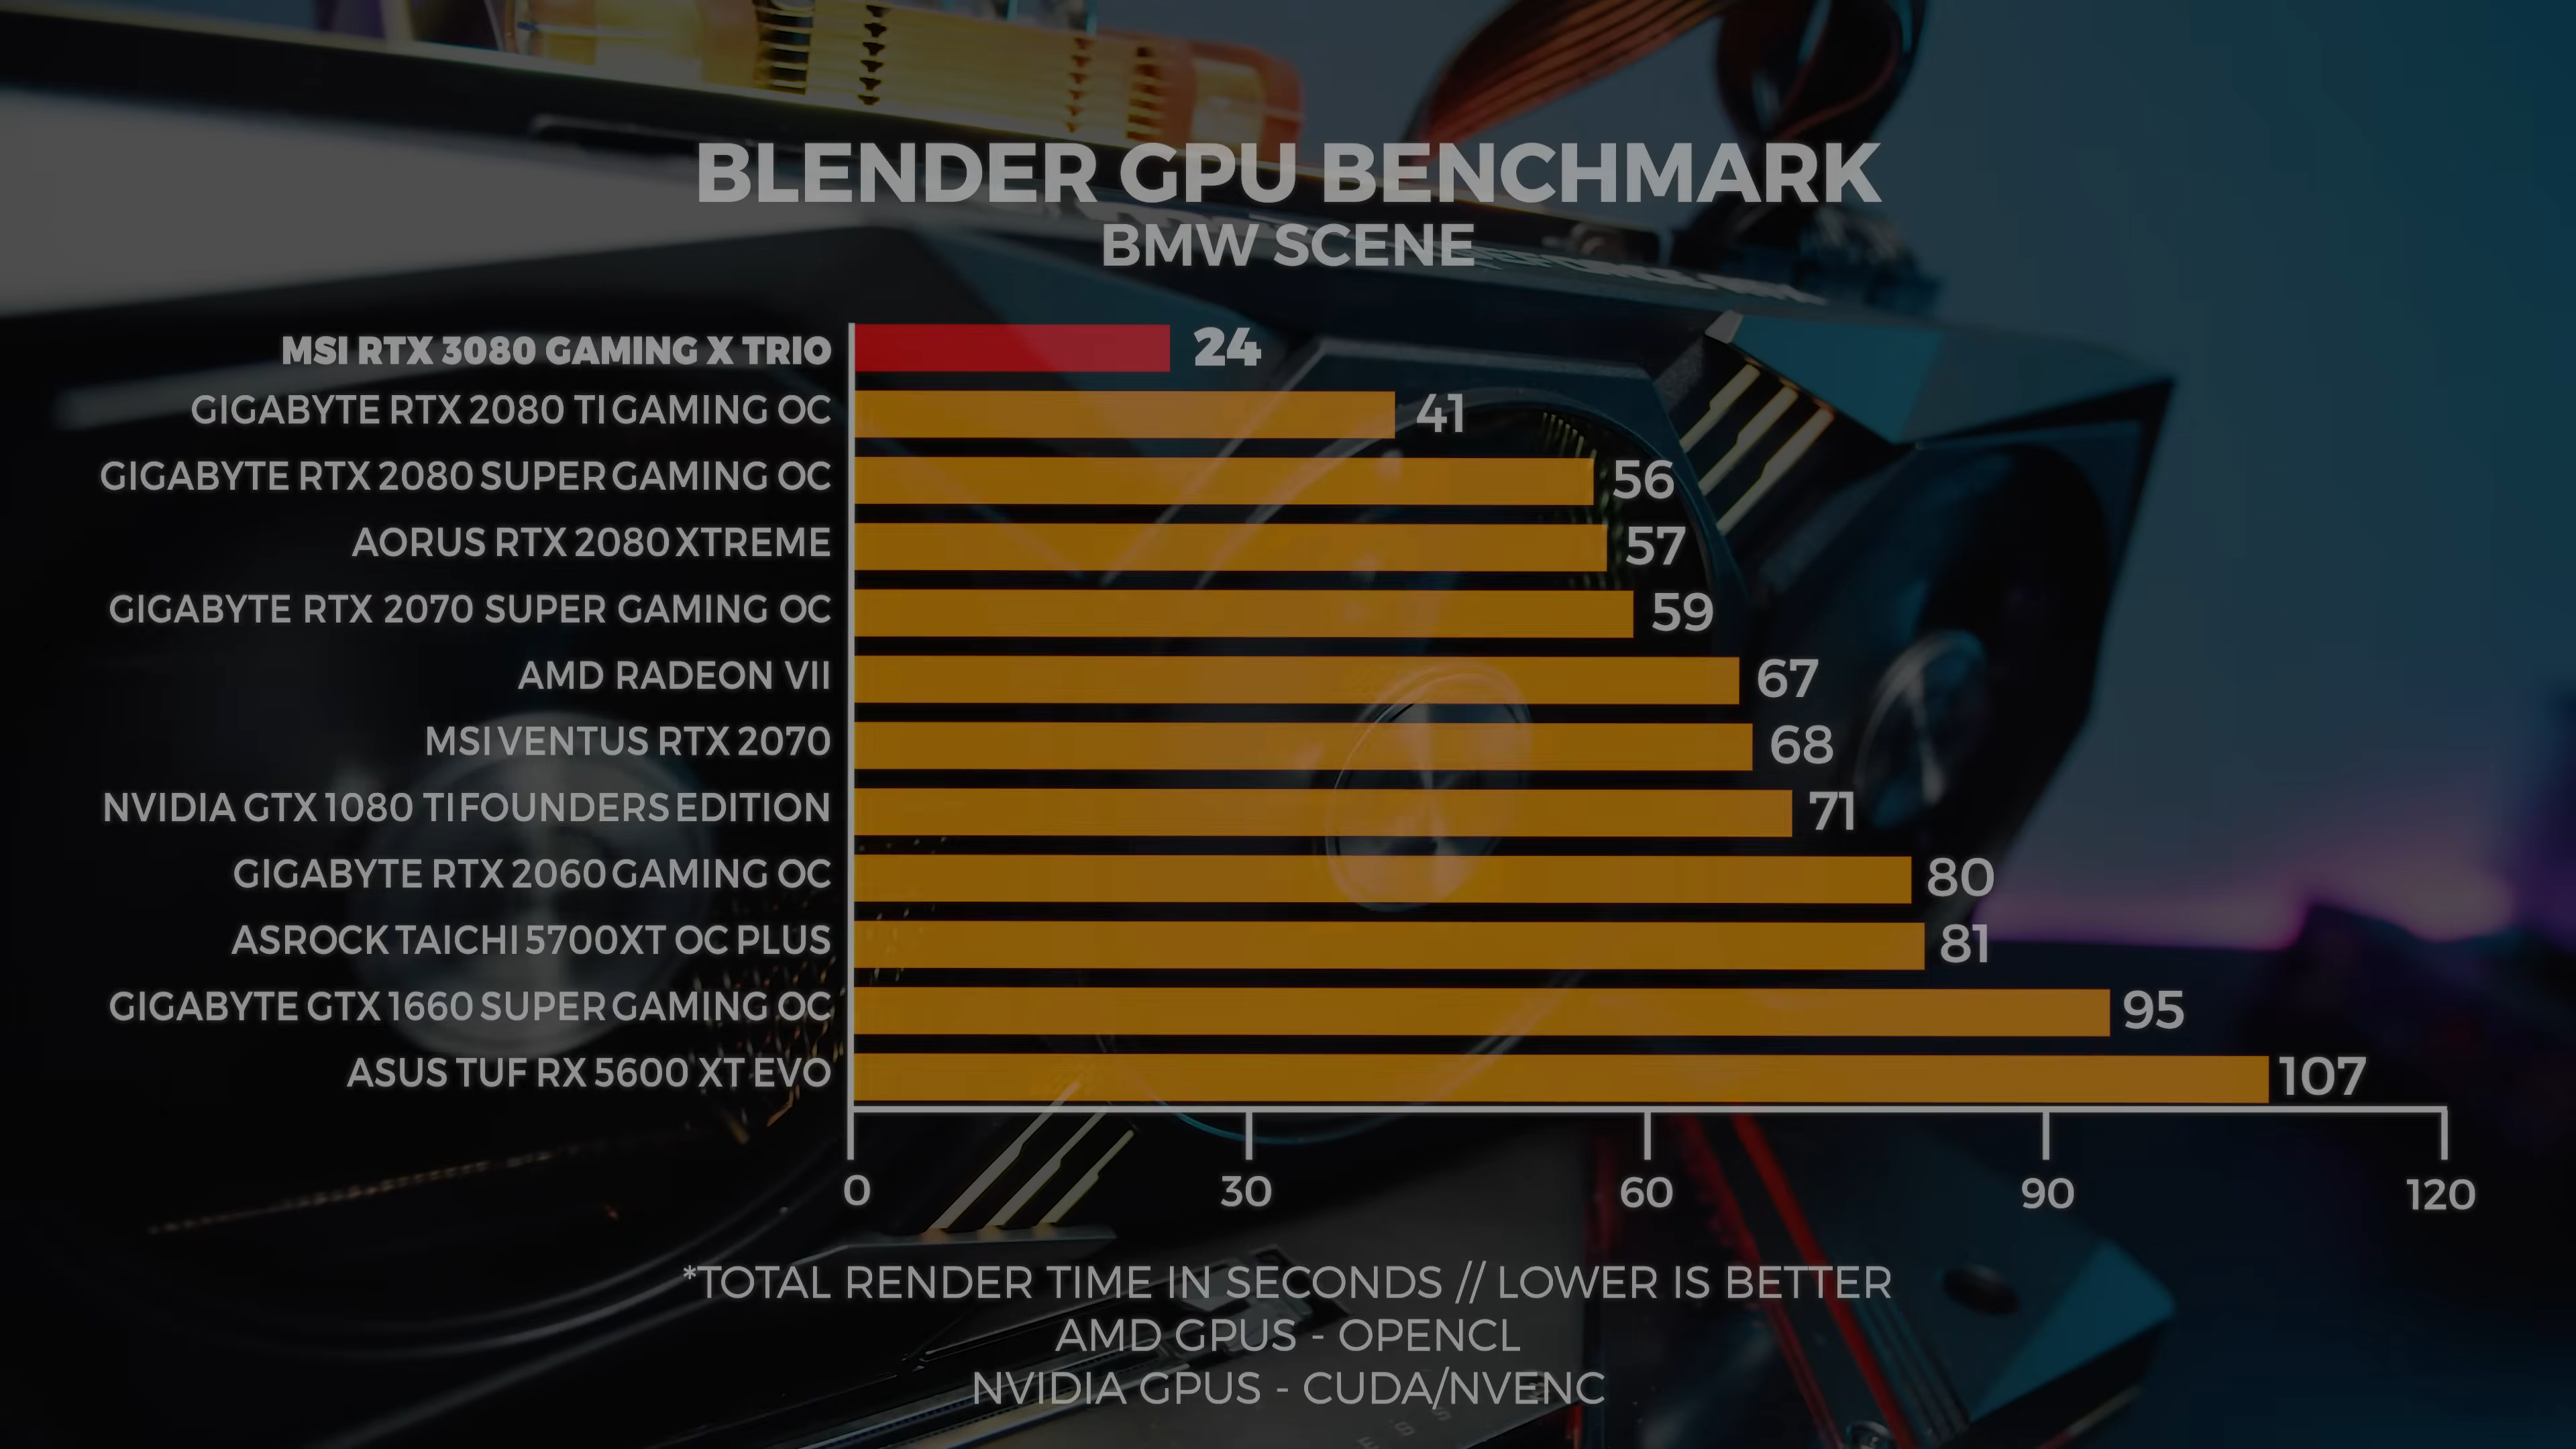 BLENDER GPU BENCHMARK
BMW SCENE
MSI RTX 3080 GAMING X TRIO 24
GIGABYTE RTX 2080 TI GAMING OC 41
GIGABYTE RTX 2080 SUPER GAMING OC 56
AORUS RTX 2080 XTREME 57
GIGABYTE RTX 2070 SUPER GAMING OC 59
AMD RADEON VII 67
MSI VENTUS RTX 2070 68
NVIDIA GTX 1080 TI FOUNDERS EDITION 71
GIGABYTE RTX 2060 GAMING OC 80
ASROCK TAICHI 5700XT OC PLUS 81
GIGABYTE GTX 1660 SUPER GAMING OC 95
ASUS TUF RX 5600 XT EVO 107
0 30 60 90 120
*TOTAL RENDER TIME IN SECONDS // LOWER IS BETTER
AMD GPUS - OPENCL
NVIDIA GPUS - CUDA/NVENC